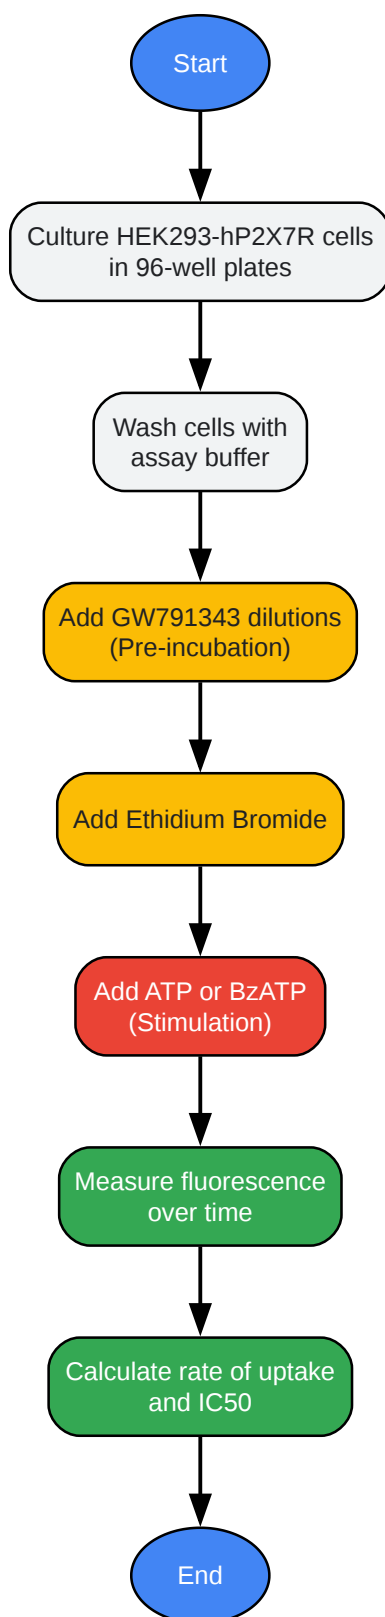 Start
Culture HEK293-hP2X7R cells
in 96-well plates
Wash cells with
assay buffer
Add GW791343 dilutions
(Pre-incubation)
Add Ethidium Bromide
Add ATP or BzATP
(Stimulation)
Measure fluorescence
over time
Calculate rate of uptake
and IC50
End